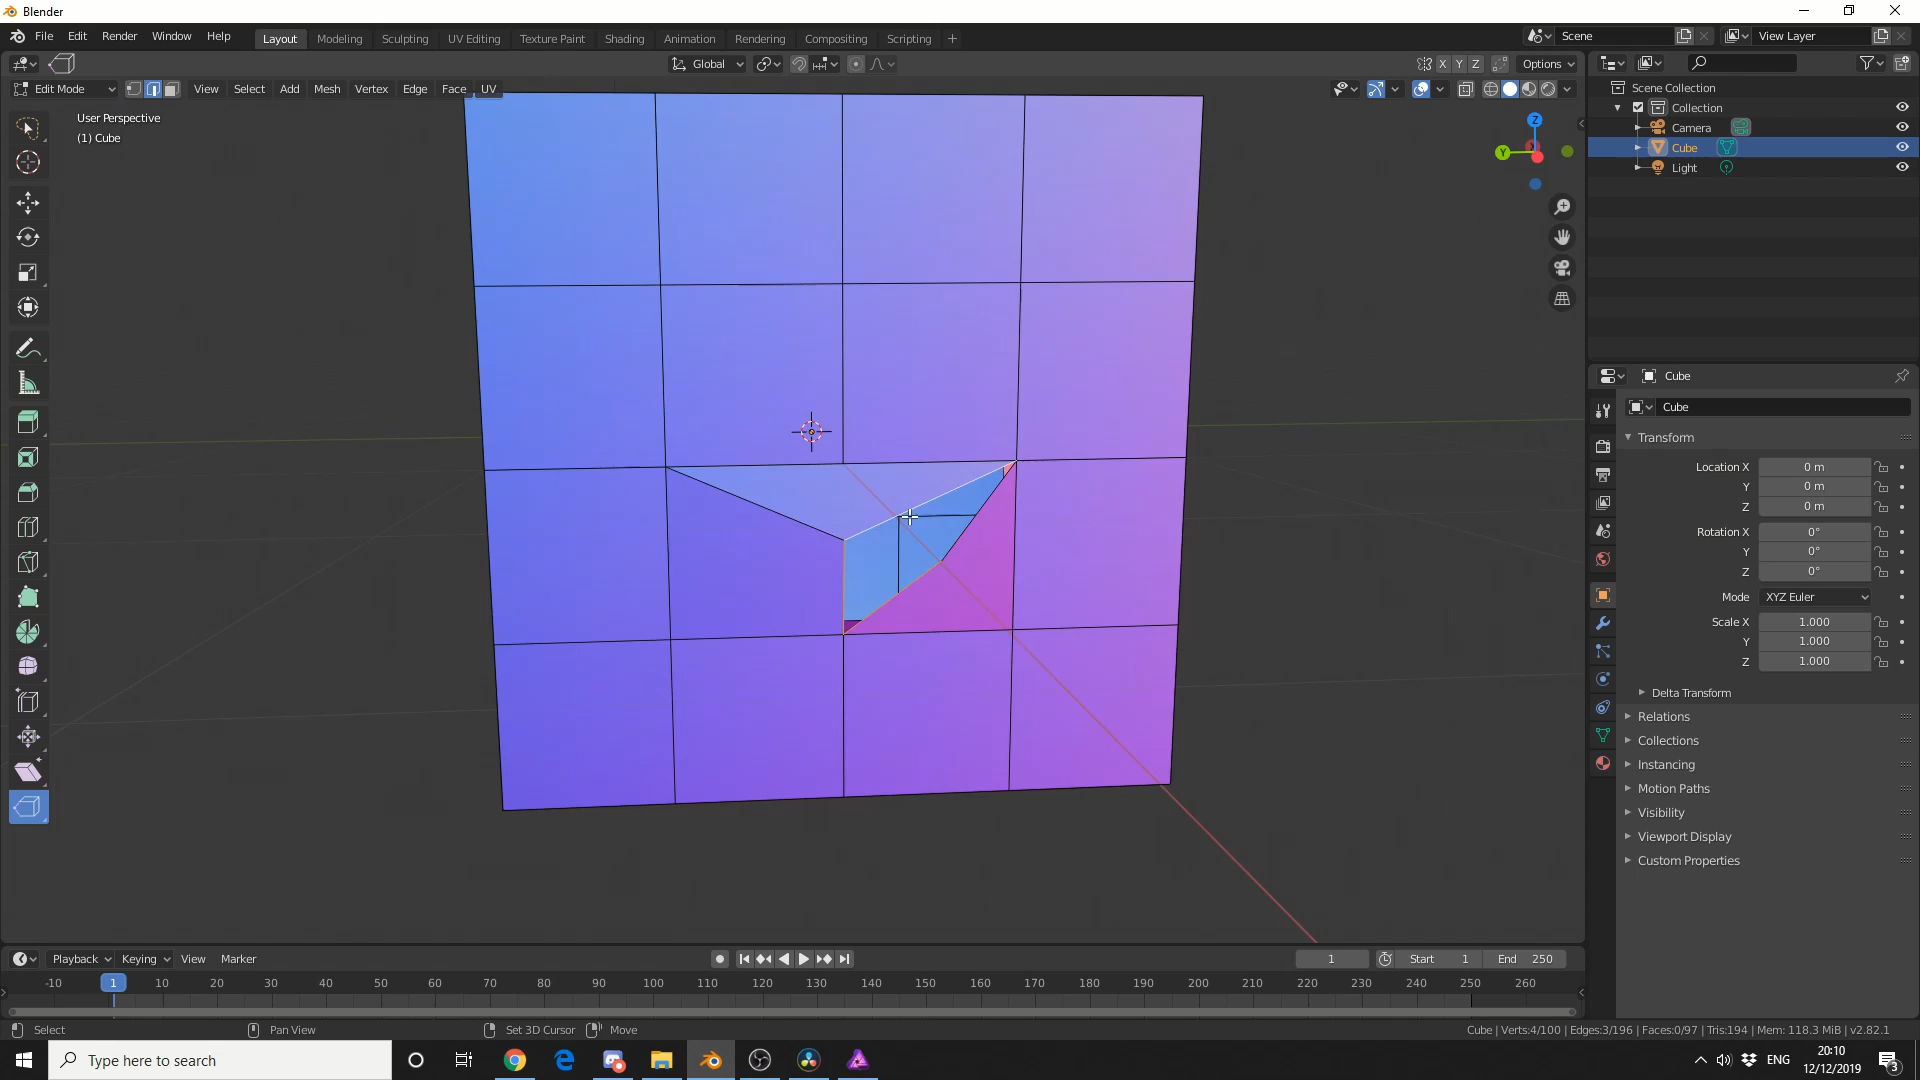 Blender
File Edit Render Window Help
Layout Modeling Sculpting UV Editing Texture Paint Shading Animation Rendering Compositing Scripting +
Scene
View Layer
Global
X Y Z
Options
Edit Mode
View Select Add Mesh Vertex Edge Face UV
User Perspective
(1) Cube
Z
Y
Scene Collection
Collection
Camera
Cube
Light
Cube
Cube
Transform
Location X 0 m
Y 0 m
Z 0 m
Rotation X 0°
Y 0°
Z 0°
Mode XYZ Euler
Scale X 1.000
Y 1.000
Z 1.000
Delta Transform
Relations
Collections
Instancing
Motion Paths
Visibility
Viewport Display
Custom Properties
Playback Keying View Marker
1
Start 1
End 250
-10 1 10 20 30 40 50 60 70 80 90 100 110 120 130 140 150 160 170 180 190 200 210 220 230 240 250 260
Select
Pan View
Set 3D Cursor
Move
Cube | Verts:4/100 | Edges:3/196 | Faces:0/97 | Tris:194 | Mem: 118.3 MiB | v2.82.1
Type here to search
ENG
20:10
12/12/2019
3